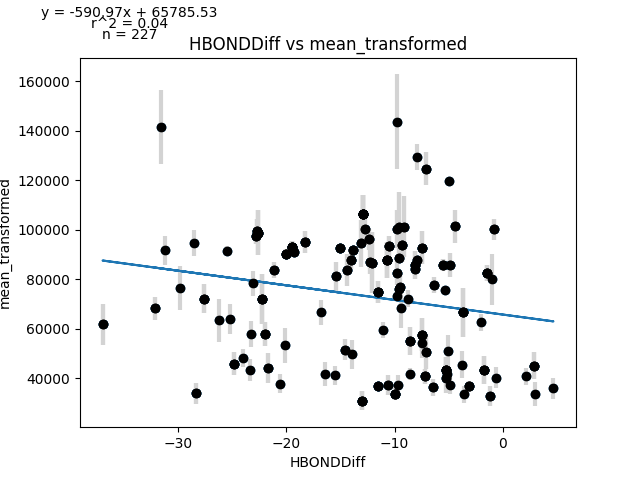 y = -590.97x + 65785.53
r^2 = 0.04
n = 227
HBONDDiff vs mean_transformed
160000
140000
120000
100000
80000
60000
40000
mean_transformed
−30
−20
−10
0
HBONDDiff